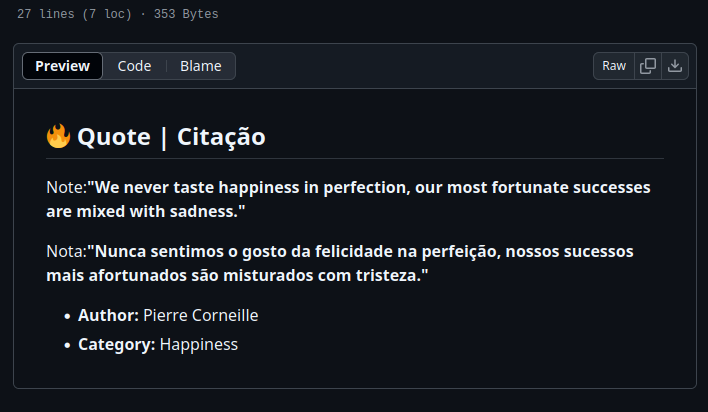 27 lines (7 loc) · 353 Bytes
Preview Code Blame Raw
🔥 Quote | Citação
Note:"We never taste happiness in perfection, our most fortunate successes
are mixed with sadness."
Nota:"Nunca sentimos o gosto da felicidade na perfeição, nossos sucessos
mais afortunados são misturados com tristeza."
• Author: Pierre Corneille
• Category: Happiness